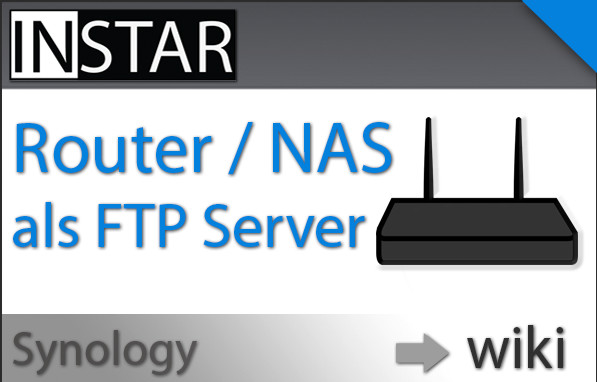 INSTAR
Router / NAS
als FTP Server
Synology
wiki